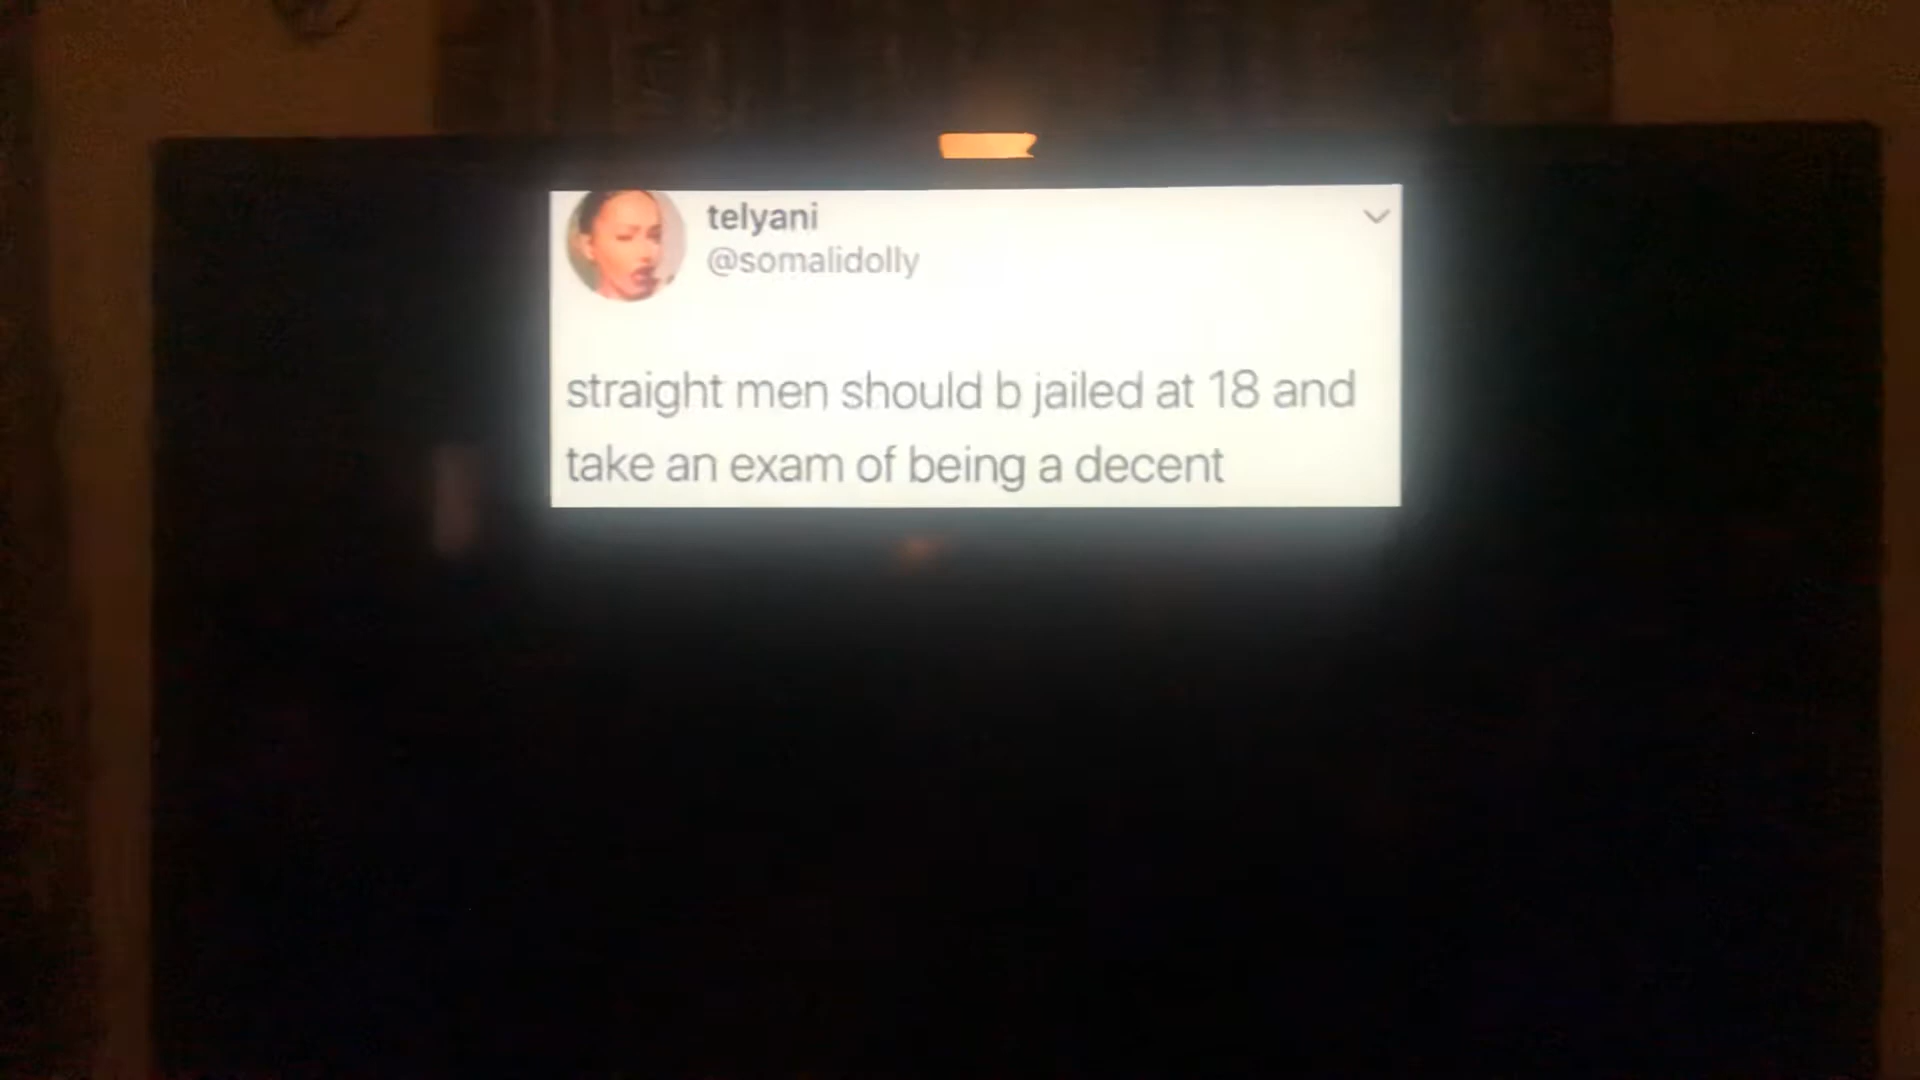 telyani
@somalidolly
straight men should b jailed at 18 and
take an exam of being a decent